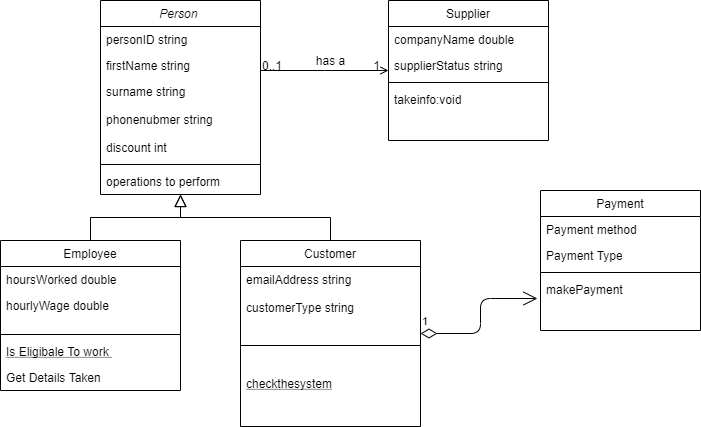 Person
personID string
firstName string
surname string
phonenubmer string
discount int
operations to perform
0..1
has a
1
Supplier
companyName double
supplierStatus string
takeinfo:void
Employee
hoursWorked double
hourlyWage double
Is Eligibale To work
Get Details Taken
Customer
emailAddress string
customerType string
checkthesystem
1
Payment
Payment method
Payment Type
makePayment